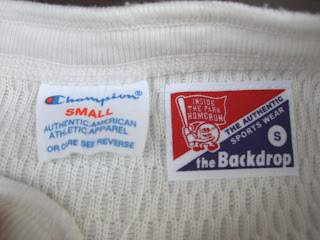 Champion
SMALL
AUTHENTIC AMERICAN
ATHLETIC APPAREL
OR CARE SEE REVERSE
INSIDE
THE PARK
HOMERUN
THE AUTHENTIC
SPORTS WEAR
S
the Backdrop